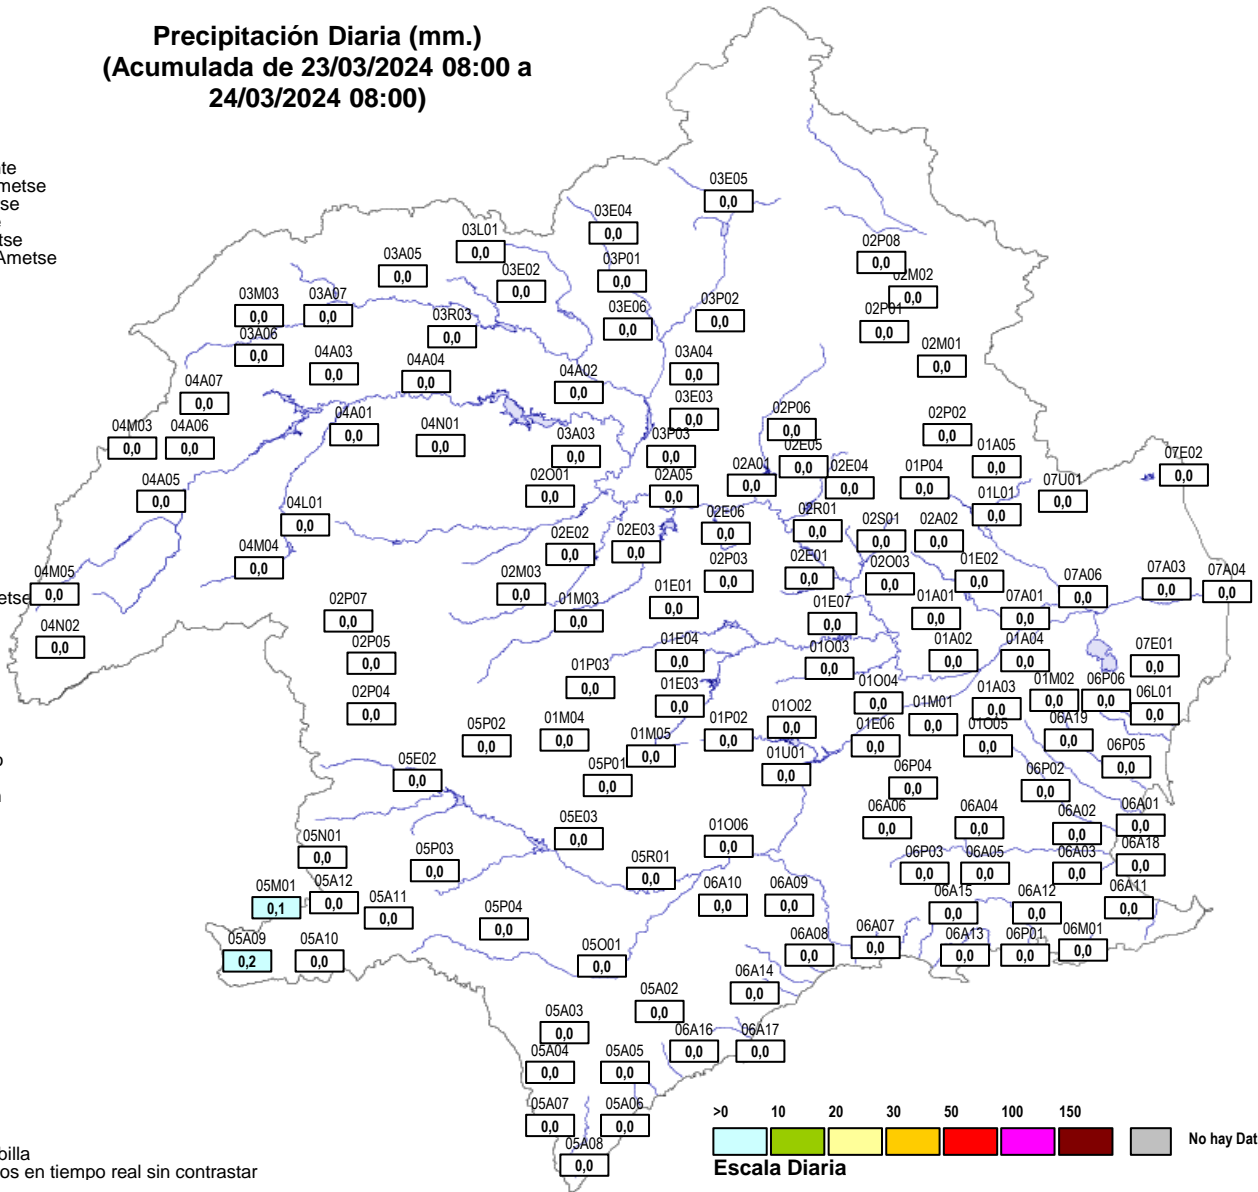 Precipitación Diaria (mm.)
(Acumulada de 23/03/2024 08:00 a
24/03/2024 08:00)
03E05
0,0
03E04
0,0
03L01
0,0
03A05
0,0
03E02
0,0
03P01
0,0
02P08
0,0
02M02
0,0
03M03
0,0
03A07
0,0
03R03
0,0
03E06
0,0
03P02
0,0
02P01
0,0
03A06
0,0
04A03
0,0
04A04
0,0
04A02
0,0
03A04
0,0
02M01
0,0
04A07
0,0
04A01
0,0
04N01
0,0
03E03
0,0
02P06
0,0
02P02
0,0
04M03
0,0
04A06
0,0
03A03
0,0
03P03
0,0
02E05
0,0
01A05
0,0
07E02
0,0
04A05
0,0
02O01
0,0
02A05
0,0
02A01
0,0
02E04
0,0
01P04
0,0
07U01
0,0
04L01
0,0
01L01
0,0
02E06
0,0
02R01
0,0
02S01
0,0
02A02
0,0
04M04
0,0
02E02
0,0
02E03
0,0
02P03
0,0
02E01
0,0
02O03
0,0
01E02
0,0
04M05
0,0
02M03
0,0
07A06
0,0
07A03
0,0
07A04
0,0
02P07
0,0
01M03
0,0
01E01
0,0
01E07
0,0
01A01
0,0
07A01
0,0
04N02
0,0
02P05
0,0
01E04
0,0
01O03
0,0
01A02
0,0
01A04
0,0
07E01
0,0
01P03
0,0
02P04
0,0
01E03
0,0
01O04
0,0
01A03
0,0
01M02
0,0
06P06
0,0
06L01
0,0
05P02
0,0
01M04
0,0
01M05
0,0
01P02
0,0
01O02
0,0
01E06
0,0
01M01
0,0
01O05
0,0
06A19
0,0
05E02
0,0
05P01
0,0
01U01
0,0
06P04
0,0
06P02
0,0
06P05
0,0
05N01
0,0
05E03
0,0
01O06
0,0
06A06
0,0
06A04
0,0
06A02
0,0
06A01
0,0
05P03
0,0
05R01
0,0
06P03
0,0
06A05
0,0
06A03
0,0
06A18
0,0
05M01
0,1
05A12
0,0
05A11
0,0
06A10
0,0
06A09
0,0
06A15
0,0
06A12
0,0
06A11
0,0
05A09
0,2
05A10
0,0
05P04
0,0
05O01
0,0
06A08
0,0
06A07
0,0
06A13
0,0
06P01
0,0
06M01
0,0
05A03
0,0
05A02
0,0
06A14
0,0
05A04
0,0
05A05
0,0
06A16
0,0
06A17
0,0
05A07
0,0
05A06
0,0
05A08
0,0
>0 10 20 30 50 100 150
No hay Dat
Escala Diaria
billa
os en tiempo real sin contrastar